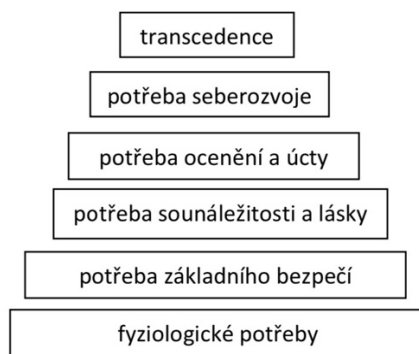 transcedence
potřeba seberozvoje
potřeba ocenění a úcty
potřeba sounáležitosti a lásky
potřeba základního bezpečí
fyziologické potřeby